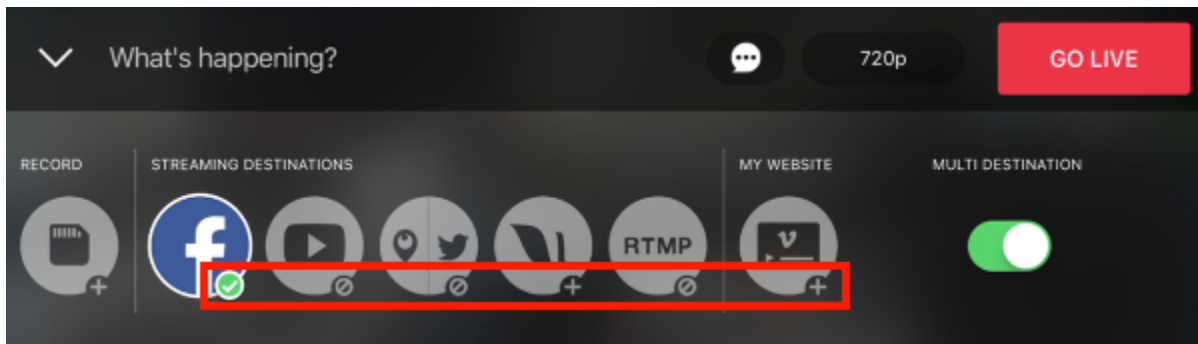 What's happening?
720p
GO LIVE
RECORD
STREAMING DESTINATIONS
MY WEBSITE
MULTI DESTINATION
RTMP